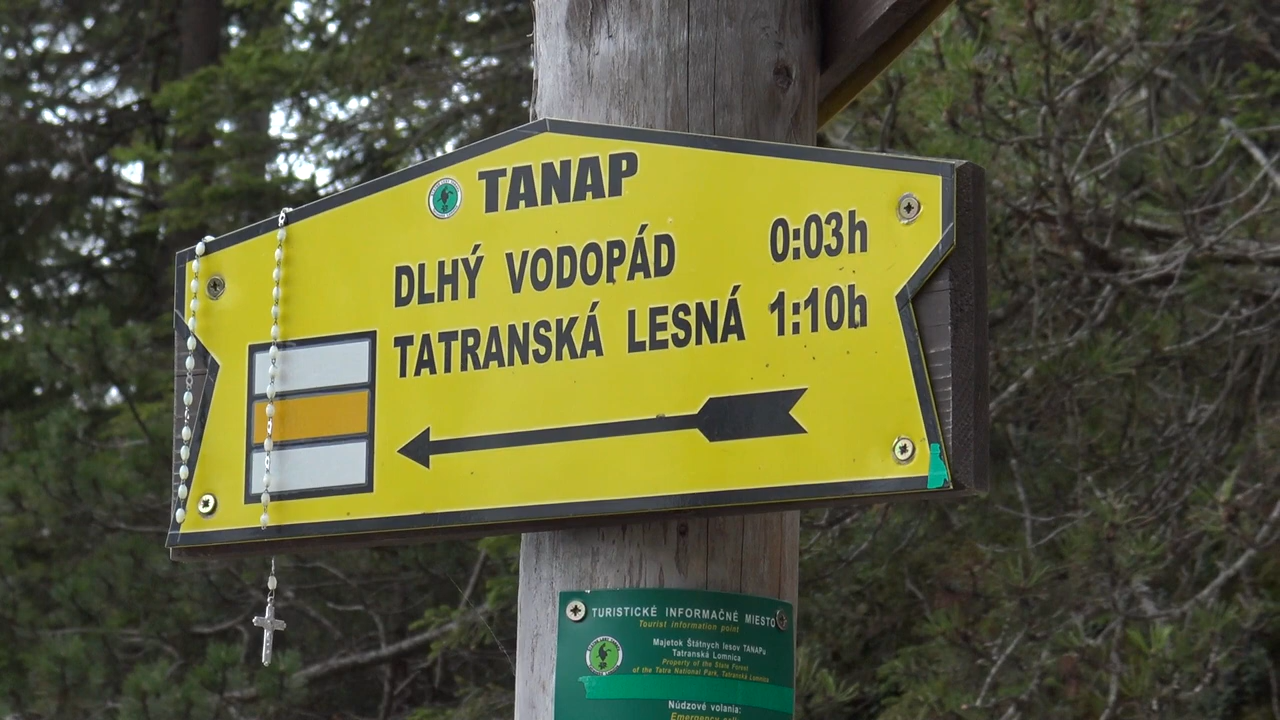 TANAP
DLHÝ VODOPÁD 0:03h
TATRANSKÁ LESNÁ 1:10h
TURISTICKÉ INFORMAČNÉ MIESTO
Tourist information point
Majetok Štátnych lesov TANAPu
Tatranská Lomnica
Property of the State Forest
of the Tatra National Park, Tatranská Lomnica
Núdzové volania:
Emergency